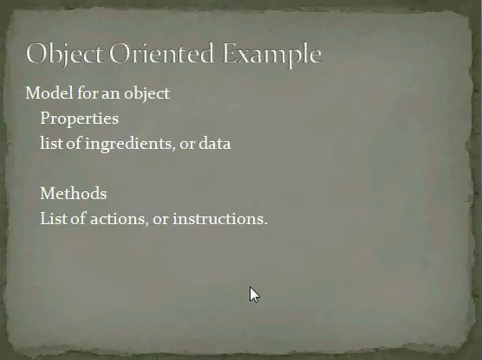 Object Oriented Example
Model for an object
Properties
list of ingredients, or data
Methods
List of actions, or instructions.